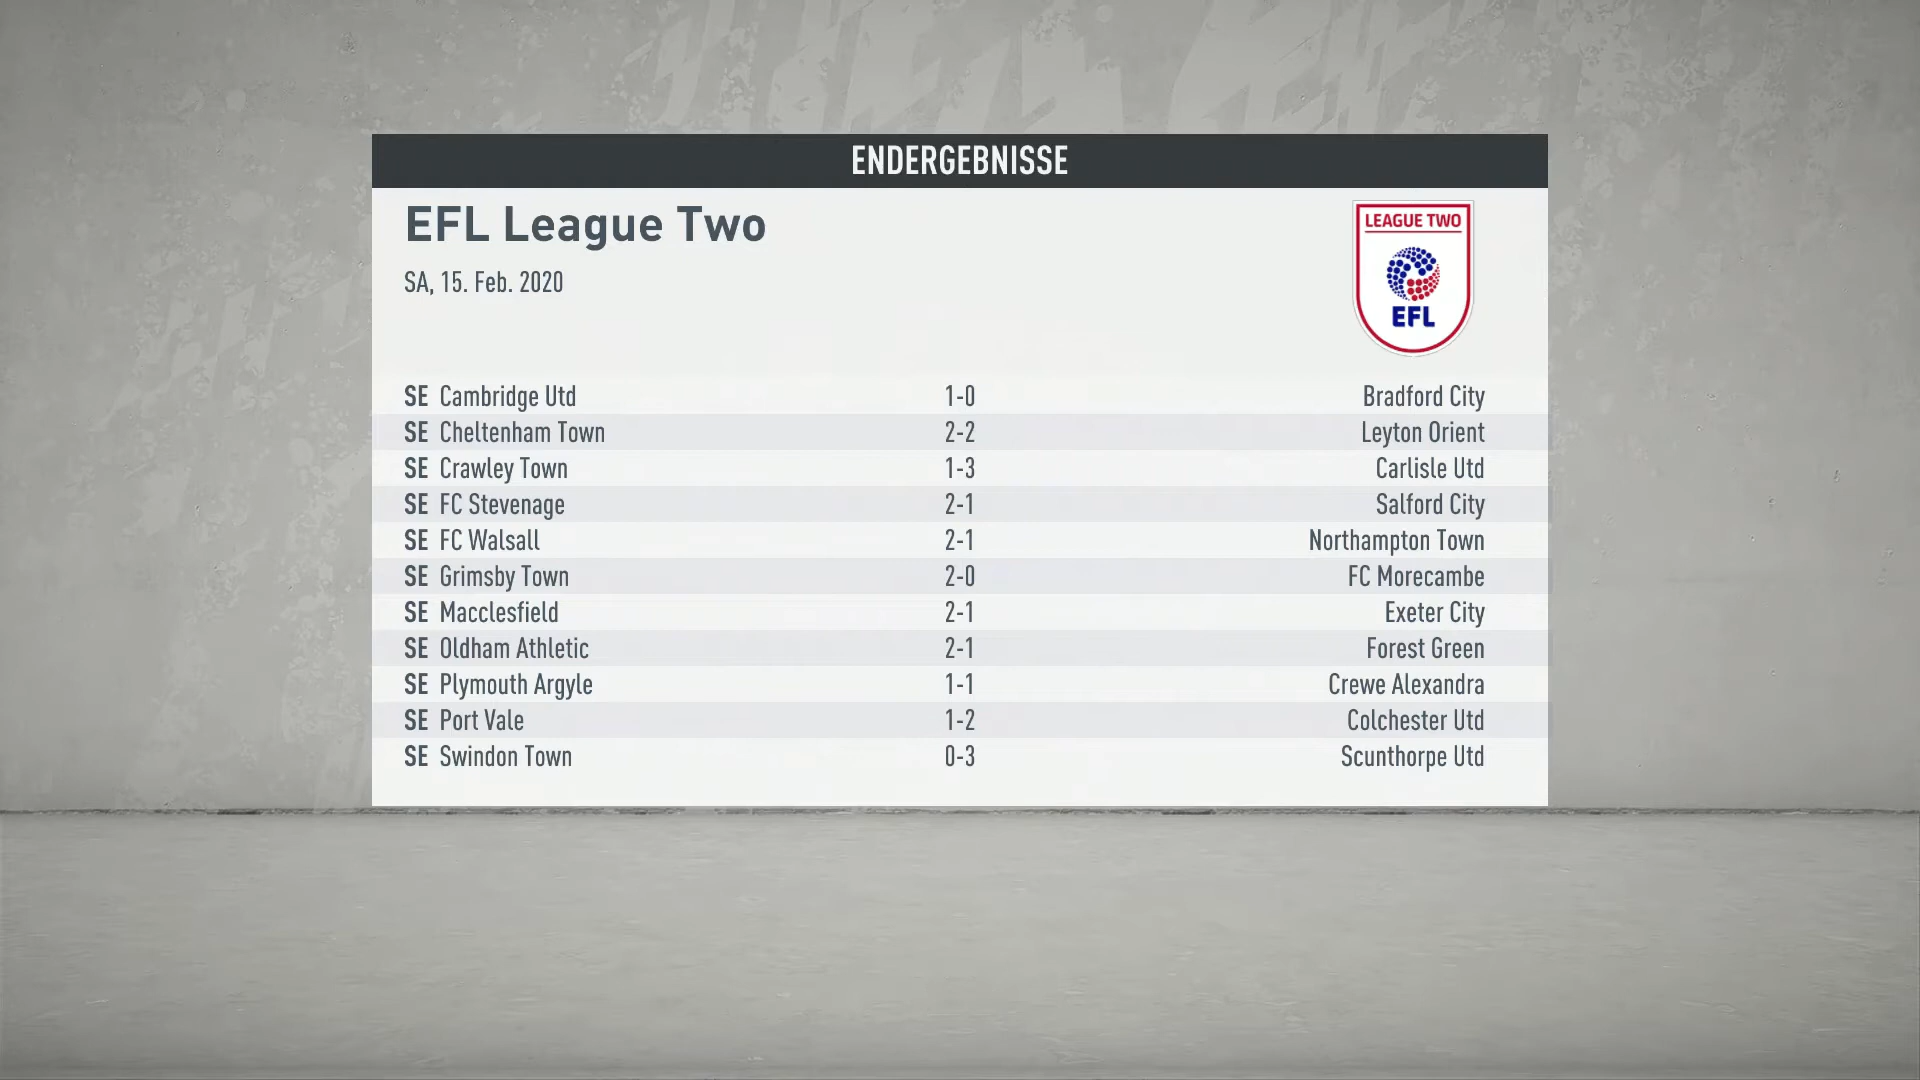 ENDERGEBNISSE
EFL League Two
SA, 15. Feb. 2020
LEAGUE TWO
EFL
SE Cambridge Utd 1-0 Bradford City
SE Cheltenham Town 2-2 Leyton Orient
SE Crawley Town 1-3 Carlisle Utd
SE FC Stevenage 2-1 Salford City
SE FC Walsall 2-1 Northampton Town
SE Grimsby Town 2-0 FC Morecambe
SE Macclesfield 2-1 Exeter City
SE Oldham Athletic 2-1 Forest Green
SE Plymouth Argyle 1-1 Crewe Alexandra
SE Port Vale 1-2 Colchester Utd
SE Swindon Town 0-3 Scunthorpe Utd